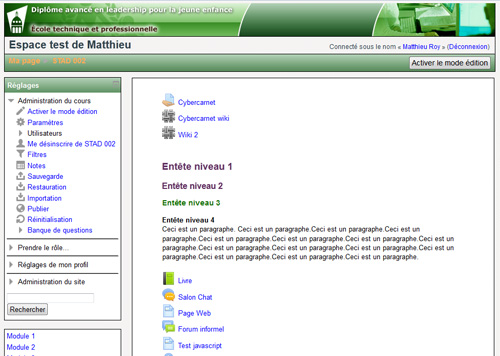 Diplôme avancé en leadership pour la jeune enfance
École technique et professionnelle
Espace test de Matthieu
Connecté sous le nom « Matthieu Roy » (Déconnexion)
Ma page
STAD 002
Activer le mode édition
Réglages
Administration du cours
Activer le mode édition
Paramètres
Utilisateurs
Me désinscrire de STAD 002
Filtres
Notes
Sauvegarde
Restauration
Importation
Publier
Réinitialisation
Banque de questions
Prendre le rôle...
Réglages de mon profil
Administration du site
Rechercher
Module 1
Module 2
Cybercarnet
Cybercarnet wiki
Wiki 2
Entête niveau 1
Entête niveau 2
Entête niveau 3
Entête niveau 4
Ceci est un paragraphe. Ceci est un paragraphe.Ceci est un paragraphe.Ceci est un
paragraphe.Ceci est un paragraphe.Ceci est un paragraphe.Ceci est un paragraphe.Ceci est un
paragraphe.Ceci est un paragraphe.Ceci est un paragraphe.Ceci est un paragraphe.Ceci est un
paragraphe.Ceci est un paragraphe.Ceci est un paragraphe.Ceci est un paragraphe.
Livre
Salon Chat
Page Web
Forum informel
Test javascript